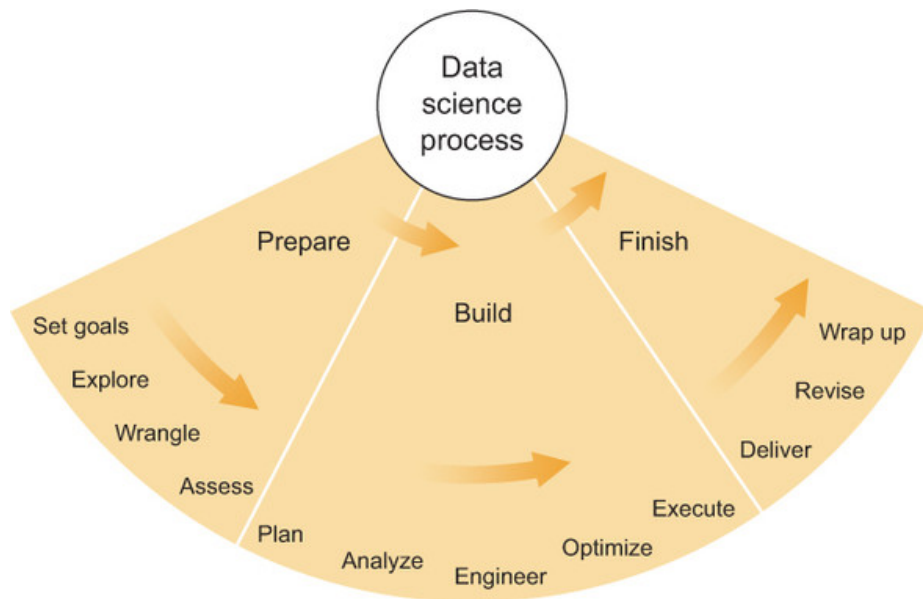 Data
science
process
Prepare
Set goals
Explore
Wrangle
Assess
Build
Plan
Analyze
Engineer
Optimize
Execute
Finish
Deliver
Revise
Wrap up